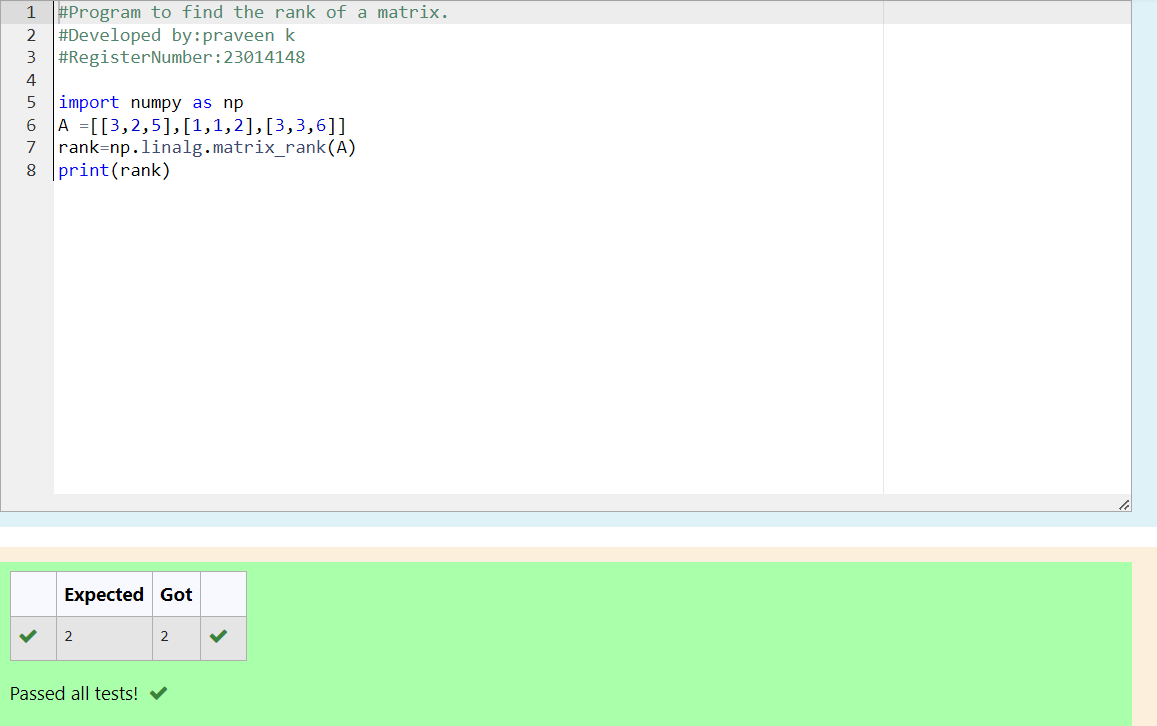 1 #Program to find the rank of a matrix.
2 #Developed by:praveen k
3 #RegisterNumber:23014148
4
5 import numpy as np
6 A =[[3,2,5],[1,1,2],[3,3,6]]
7 rank=np.linalg.matrix_rank(A)
8 print(rank)
Expected Got
2 2
Passed all tests!